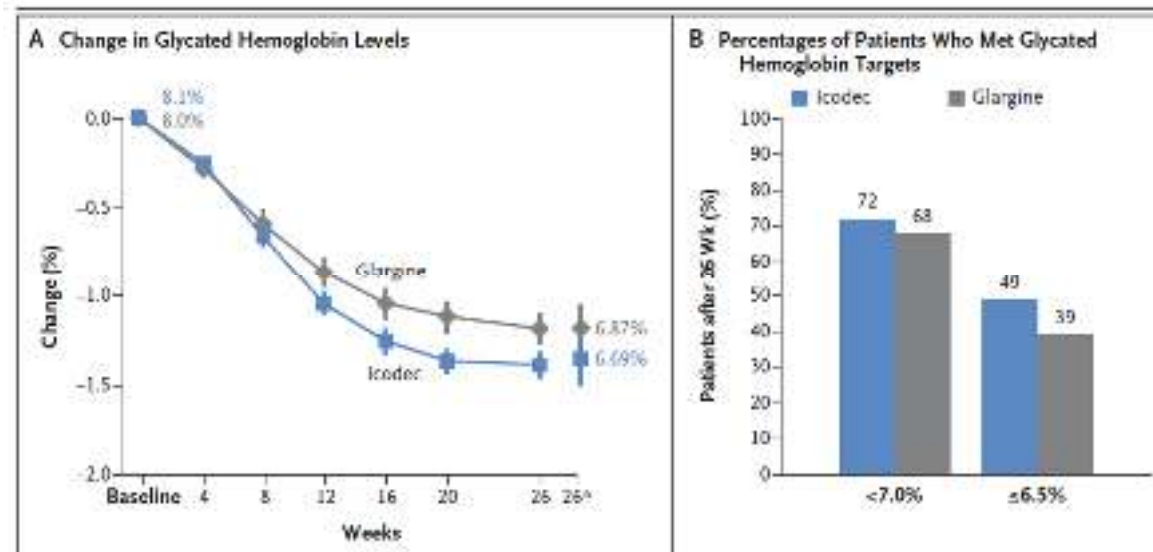 A Change in Glycated Hemoglobin Levels
8.1%
8.0%
0.0
−0.5
−1.0
−1.5
−2.0
Change (%)
Glargine
Icodec
6.87%
6.69%
Baseline 4 8 12 16 20 26 26*
Weeks
B Percentages of Patients Who Met Glycated
Hemoglobin Targets
Icodec Glargine
100
90
80
70
60
50
40
30
20
10
0
Patients after 26 Wk (%)
72
68
49
39
<7.0% ≤6.5%